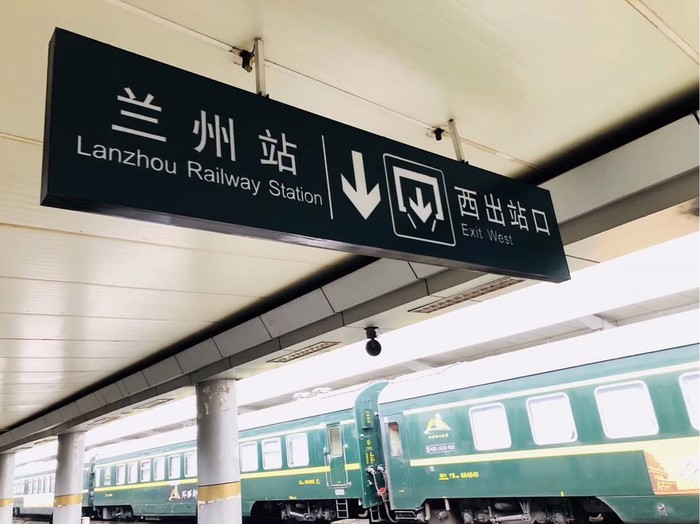 兰州站
Lanzhou Railway Station
西出站口
Exit West